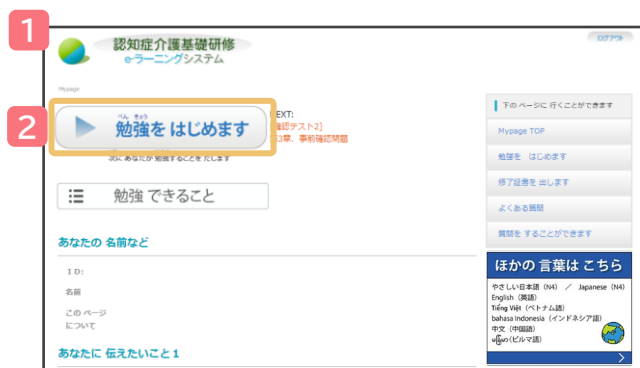 1
認知症介護基礎研修
eラーニングシステム
ログアウト
Mypage
2
べん きょう
勉強を はじめます
NEXT:
確認テスト2]
3章、事前確認問題
次に あなたが 勉強することを だします
勉強 できること
あなたの 名前など
I D:
名前
この ページ
について
あなたに 伝えたいこと 1
下の ページに 行くことができます
Mypage TOP
勉強を はじめます
修了証書を 出します
よくある質問
質問を することができます
ほかの 言葉は こちら
やさしい日本語（N4） ／ Japanese（N4）
English（英語）
Tiếng Việt（ベトナム語）
bahasa Indonesia（インドネシア語）
中文（中国語）
မြန်မာ（ビルマ語）